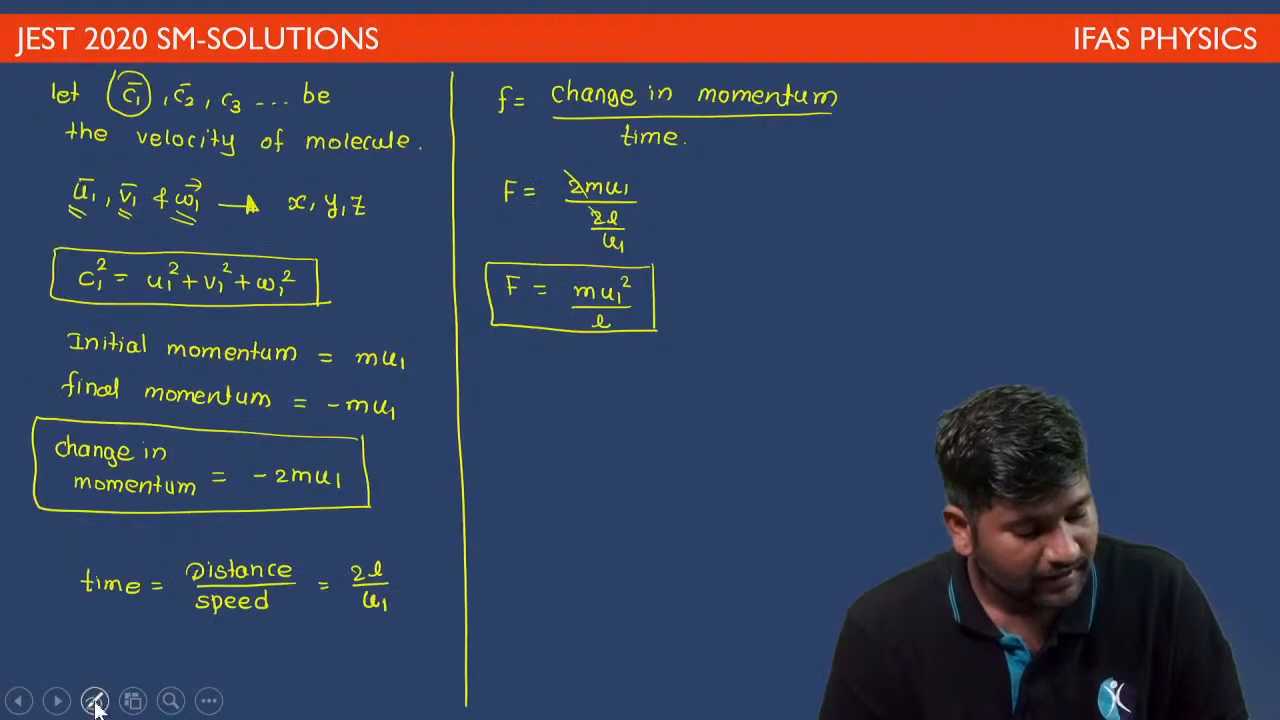 JEST 2020 SM-SOLUTIONS
IFAS PHYSICS
let c̄₁, c̄₂, c₃ ... be
the velocity of molecule.
ū₁, v̄₁ & ω⃗₁ → x, y, z
c₁² = u₁² + v₁² + ω₁²
Initial momentum = mu₁
final momentum = -mu₁
change in
momentum = -2mu₁
time = Distance/speed = 2l/u₁
f = change in momentum/time.
F = 2mu₁/(2l/u₁)
F = mu₁²/l